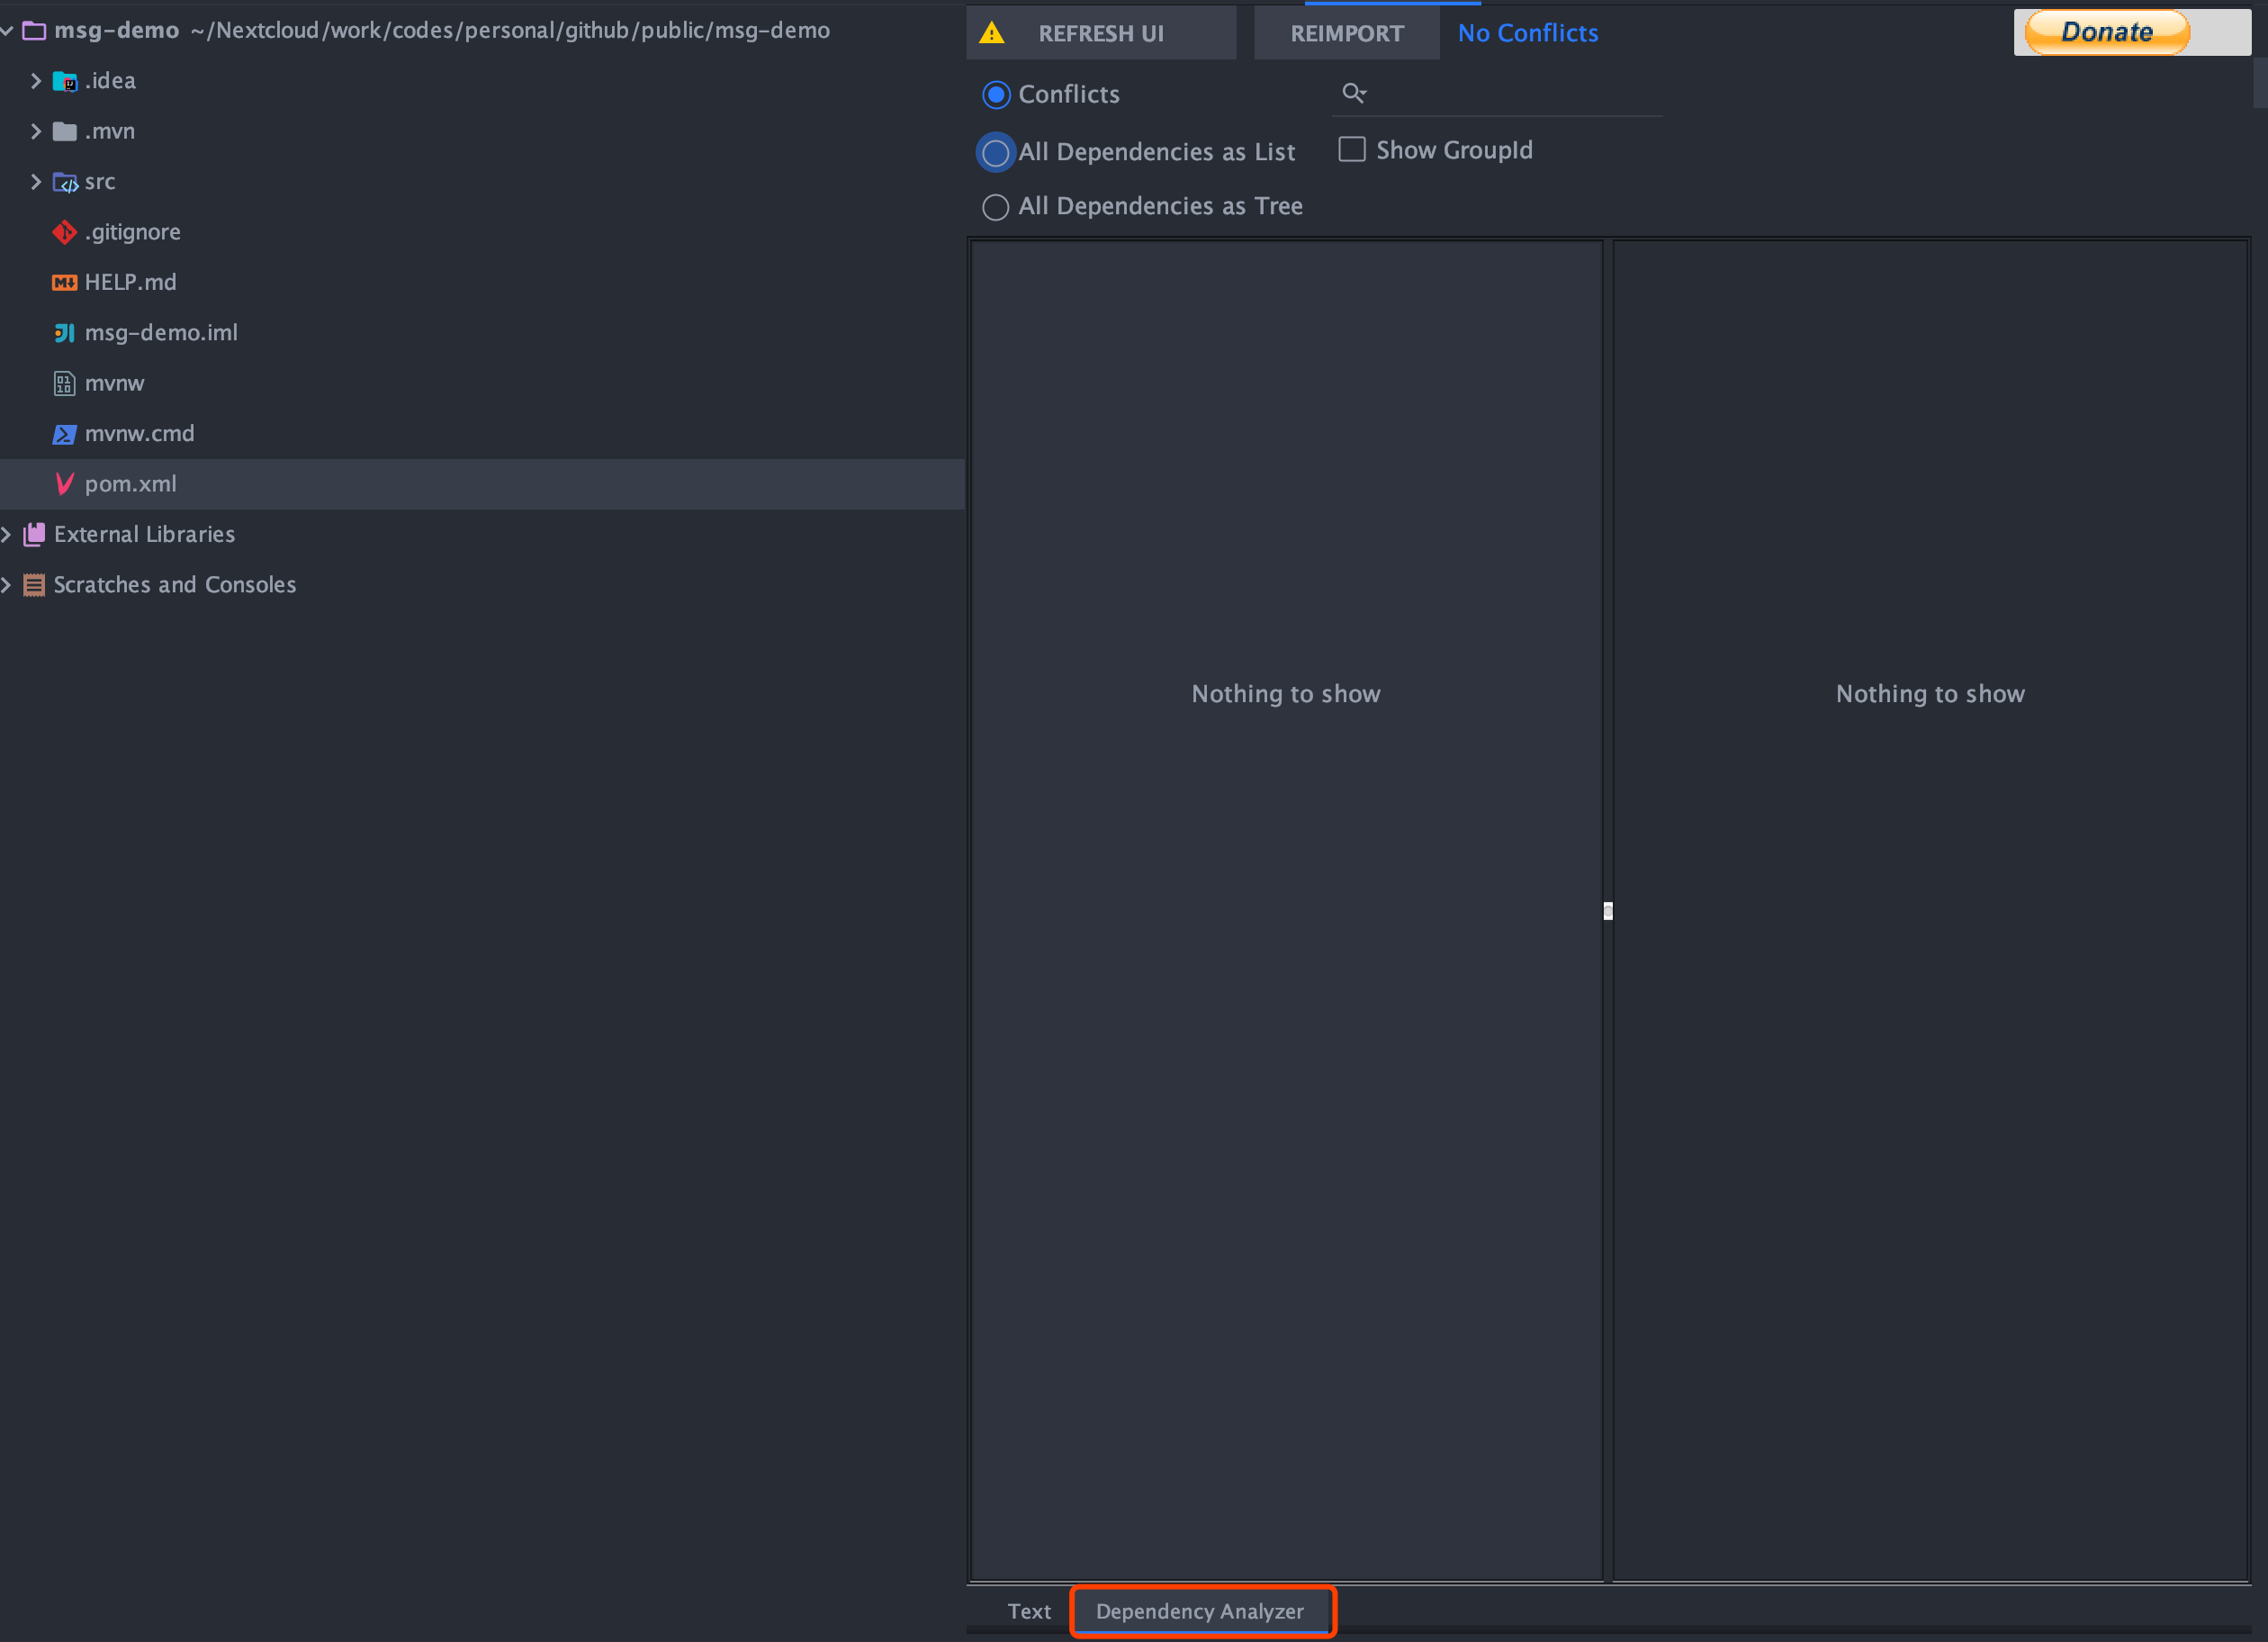 msg-demo ~/Nextcloud/work/codes/personal/github/public/msg-demo
.idea
.mvn
src
.gitignore
HELP.md
msg-demo.iml
mvnw
mvnw.cmd
pom.xml
External Libraries
Scratches and Consoles
REFRESH UI REIMPORT No Conflicts Donate
Conflicts
All Dependencies as List Show GroupId
All Dependencies as Tree
Nothing to show Nothing to show
Text Dependency Analyzer